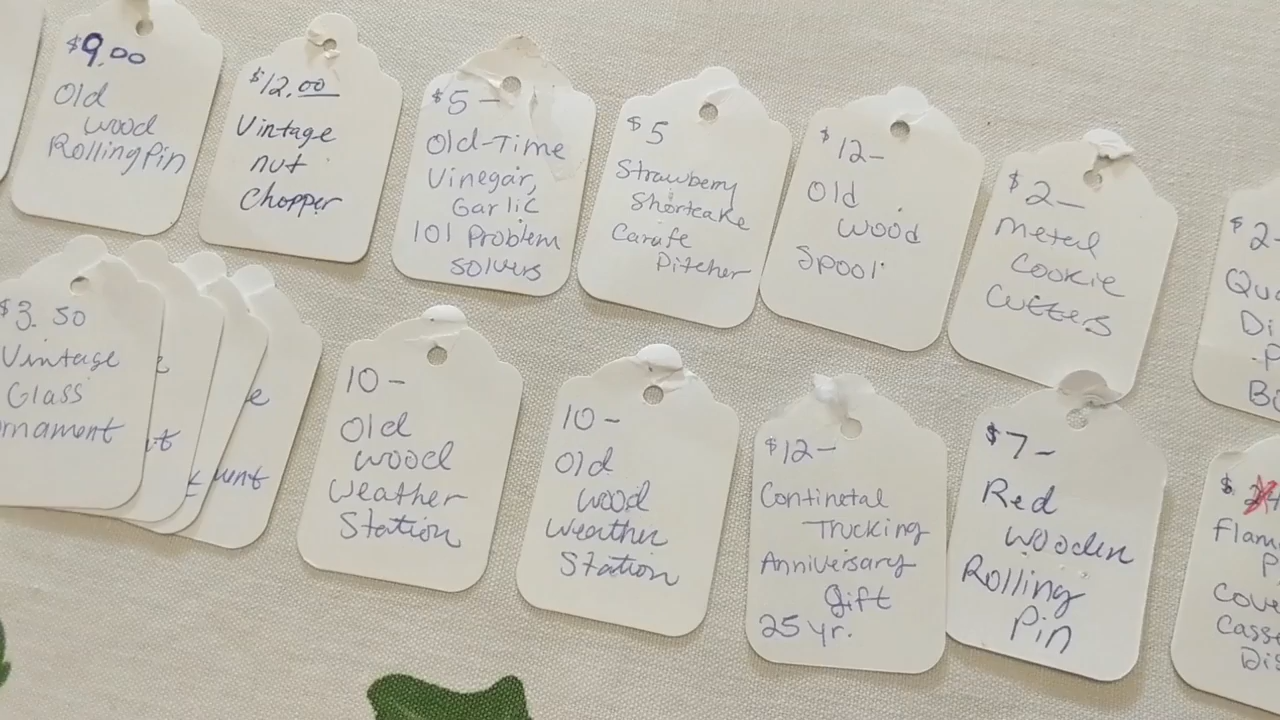 $9.00
Old
wood
Rolling Pin
$12.00
Vintage
nut
Chopper
$5-
Old-Time
Vinegar,
Garlic
101 Problem
Solvers
$5
Strawberry
Shortcake
Carafe
Pitcher
$12-
Old
wood
Spool
$2-
Metal
Cookie
Cutters
$2-
$3.50
Vintage
Glass
rnament
10-
Old
wood
Weather
Station
10-
Old
wood
Weather
Station
$12-
Continetal
Trucking
Anniversary
Gift
25 yr.
$7-
Red
wooden
Rolling
Pin